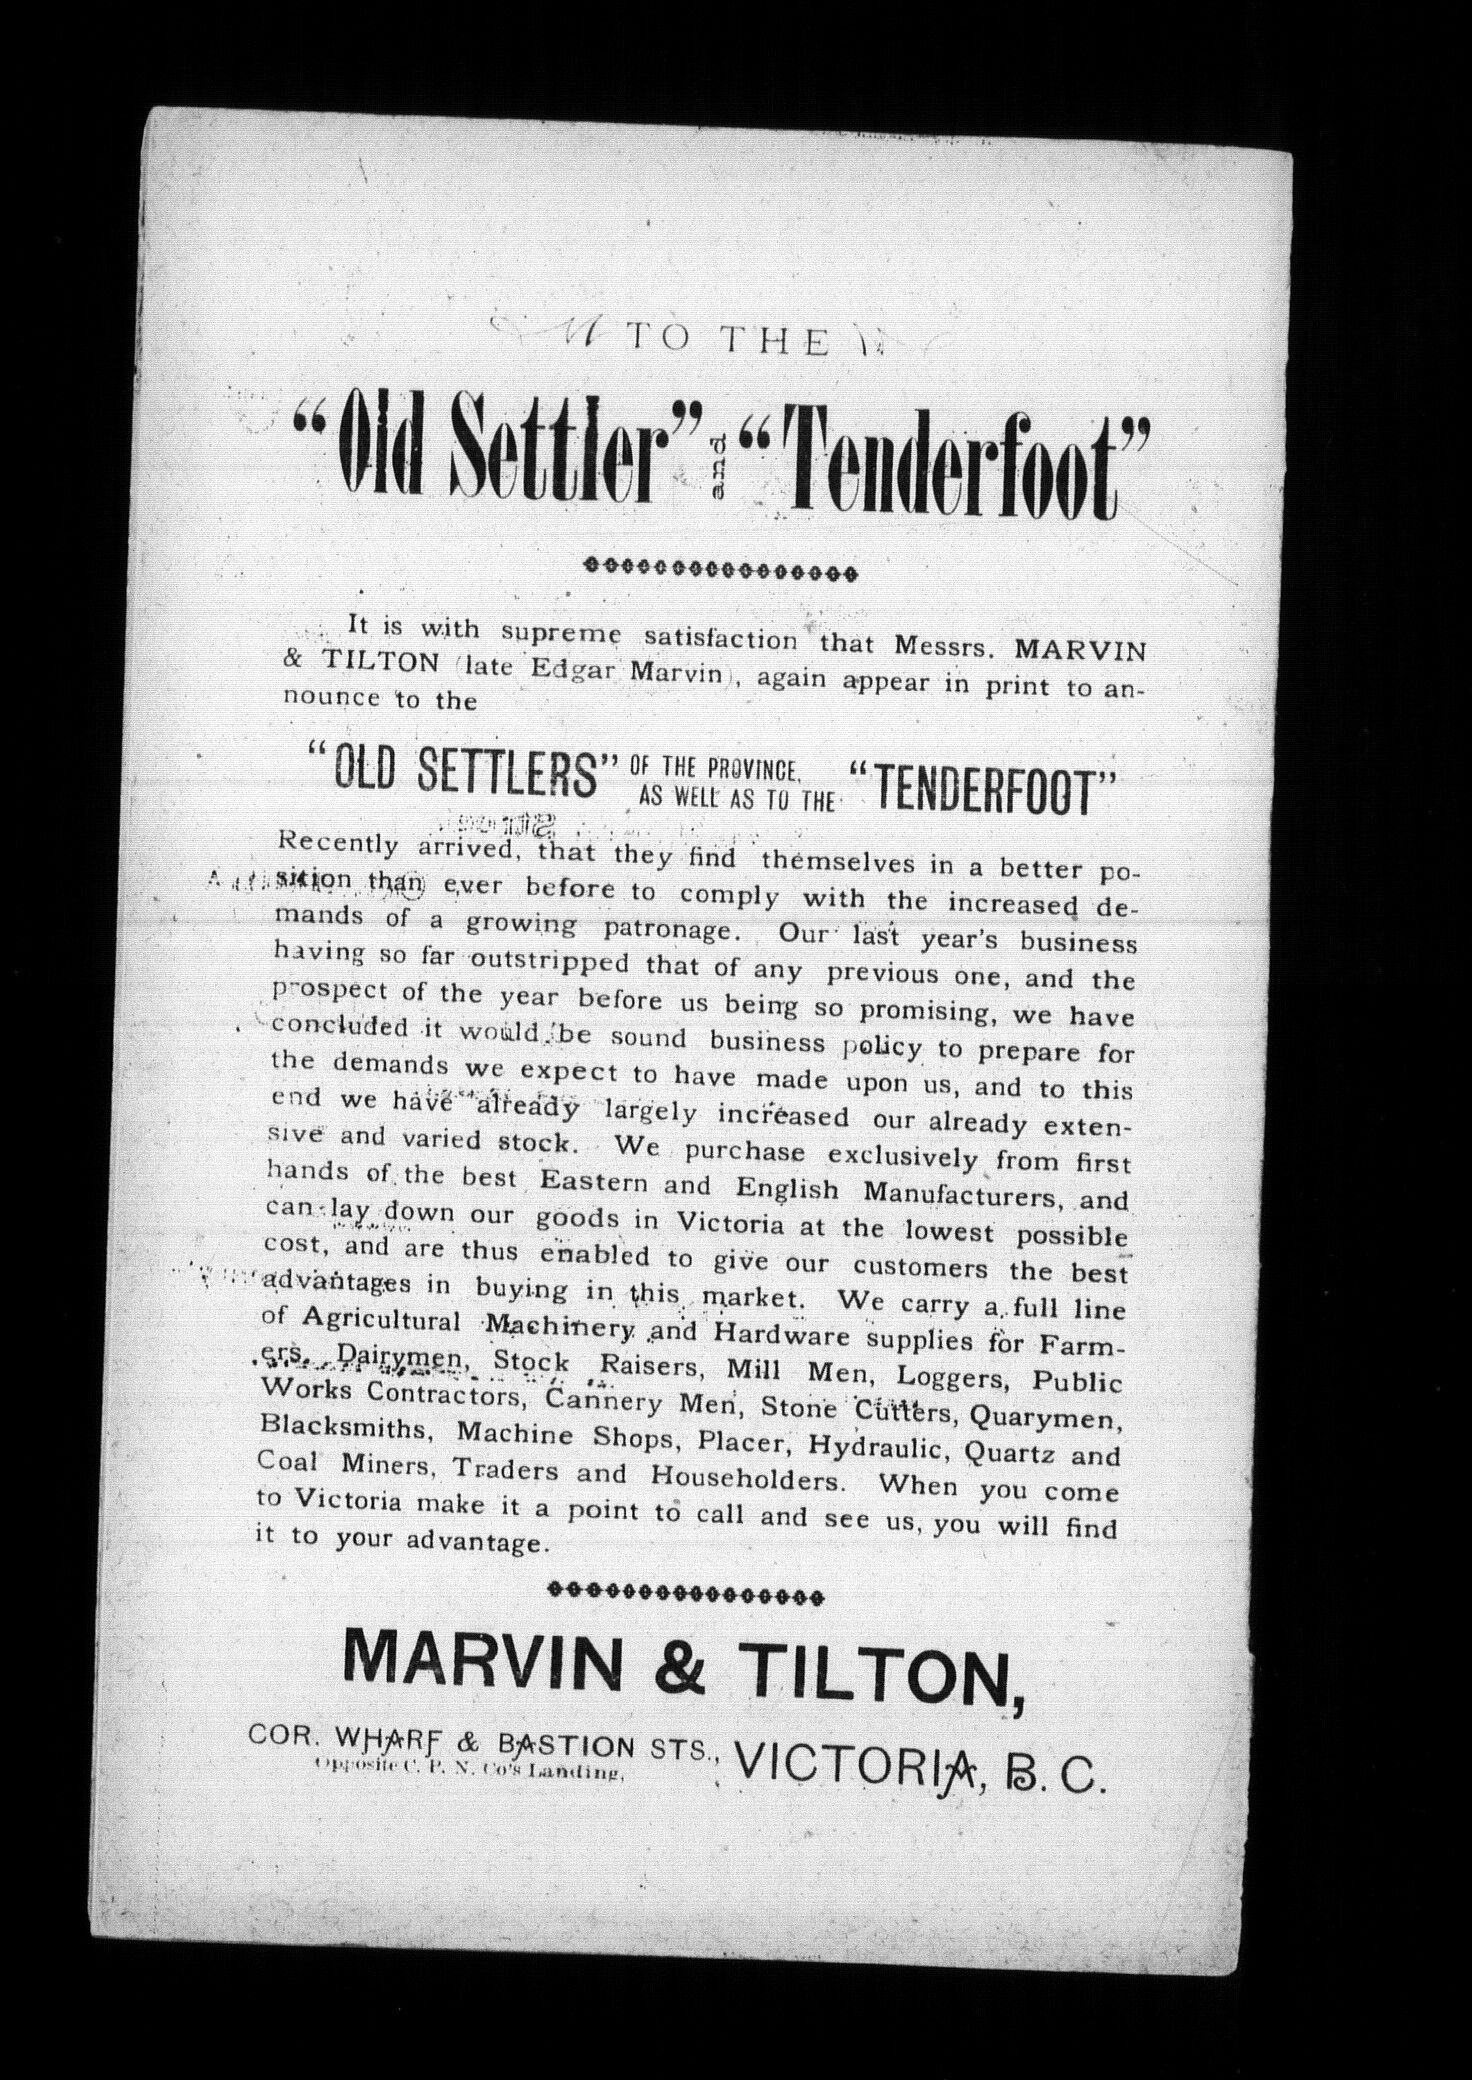 TO THE
"Old Settler" and "Tenderfoot"
It is with supreme satisfaction that Messrs. MARVIN
& TILTON (late Edgar Marvin), again appear in print to an-
nounce to the
"OLD SETTLERS" OF THE PROVINCE, AS WELL AS TO THE "TENDERFOOT"
Recently arrived, that they find themselves in a better po-
sition than ever before to comply with the increased de-
mands of a growing patronage. Our last year's business
having so far outstripped that of any previous one, and the
prospect of the year before us being so promising, we have
concluded it would be sound business policy to prepare for
the demands we expect to have made upon us, and to this
end we have already largely increased our already exten-
sive and varied stock. We purchase exclusively from first
hands of the best Eastern and English Manufacturers, and
can lay down our goods in Victoria at the lowest possible
cost, and are thus enabled to give our customers the best
advantages in buying in this market. We carry a full line
of Agricultural Machinery and Hardware supplies for Farm-
ers, Dairymen, Stock Raisers, Mill Men, Loggers, Public
Works Contractors, Cannery Men, Stone Cutters, Quarymen,
Blacksmiths, Machine Shops, Placer, Hydraulic, Quartz and
Coal Miners, Traders and Householders. When you come
to Victoria make it a point to call and see us, you will find
it to your advantage.
MARVIN & TILTON,
COR. WHARF & BASTION STS., VICTORIA, B. C.
Opposite C. P. N. Co's Landing,